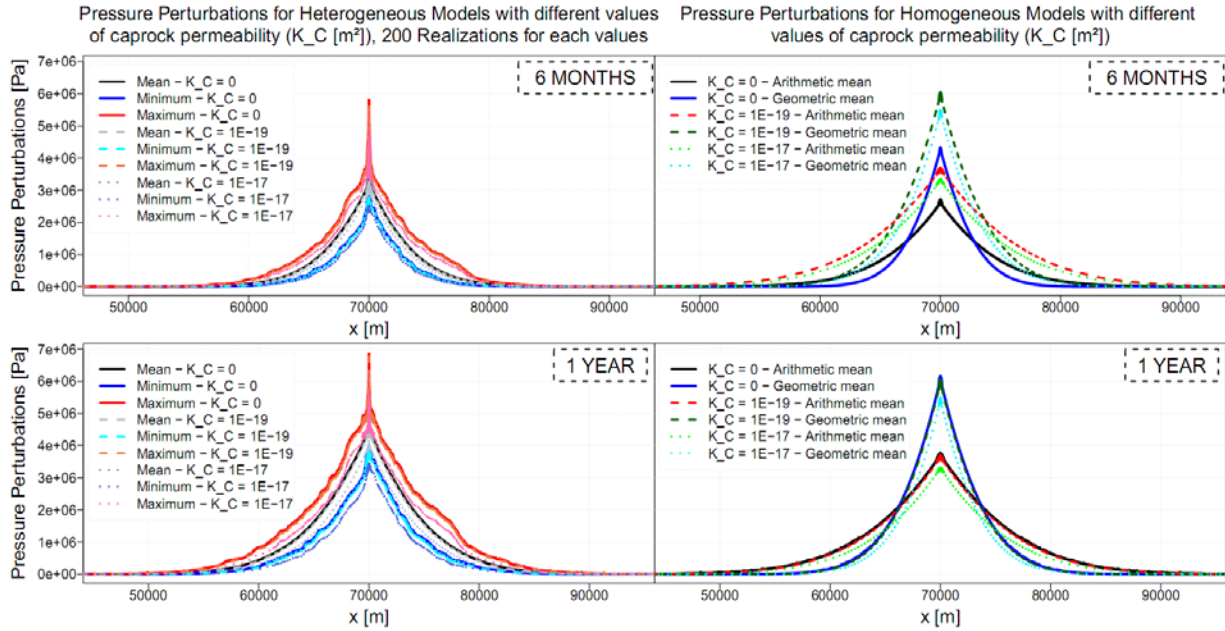 Pressure Perturbations for Heterogeneous Models with different values
of caprock permeability (K_C [m²]), 200 Realizations for each values
Pressure Perturbations for Homogeneous Models with different
values of caprock permeability (K_C [m²])
Pressure Perturbations [Pa]
7e+06
6e+06
5e+06
4e+06
3e+06
2e+06
1e+06
0e+00
Mean − K_C = 0
Minimum − K_C = 0
Maximum − K_C = 0
Mean − K_C = 1E−19
Minimum − K_C = 1E−19
Maximum − K_C = 1E−19
Mean − K_C = 1E−17
Minimum − K_C = 1E−17
Maximum − K_C = 1E−17
6 MONTHS
50000 60000 70000 80000 90000
x [m]
K_C = 0 − Arithmetic mean
K_C = 0 − Geometric mean
K_C = 1E−19 − Arithmetic mean
K_C = 1E−19 − Geometric mean
K_C = 1E−17 − Arithmetic mean
K_C = 1E−17 − Geometric mean
6 MONTHS
50000 60000 70000 80000 90000
x [m]
Pressure Perturbations [Pa]
7e+06
6e+06
5e+06
4e+06
3e+06
2e+06
1e+06
0e+00
Mean − K_C = 0
Minimum − K_C = 0
Maximum − K_C = 0
Mean − K_C = 1E−19
Minimum − K_C = 1E−19
Maximum − K_C = 1E−19
Mean − K_C = 1E−17
Minimum − K_C = 1E−17
Maximum − K_C = 1E−17
1 YEAR
50000 60000 70000 80000 90000
x [m]
K_C = 0 − Arithmetic mean
K_C = 0 − Geometric mean
K_C = 1E−19 − Arithmetic mean
K_C = 1E−19 − Geometric mean
K_C = 1E−17 − Arithmetic mean
K_C = 1E−17 − Geometric mean
1 YEAR
50000 60000 70000 80000 90000
x [m]